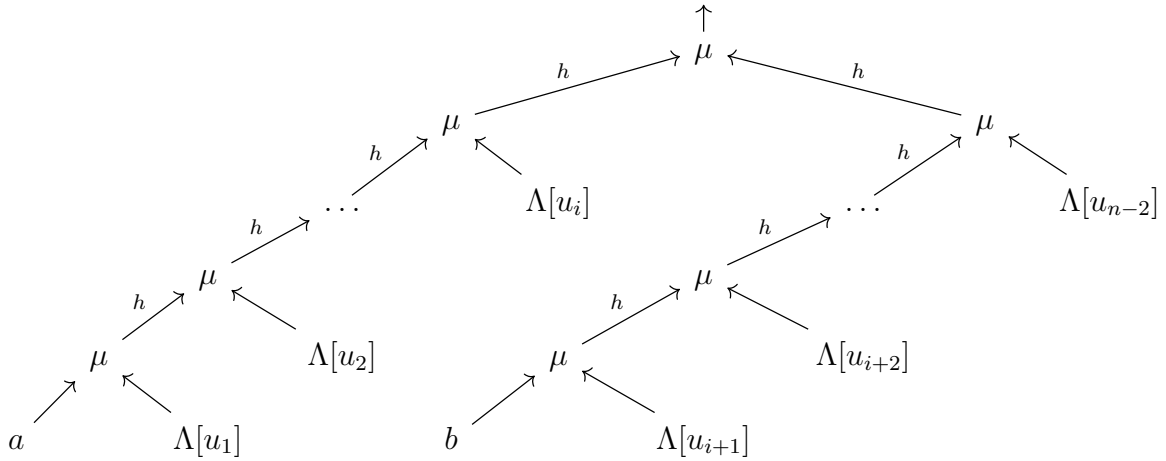 μ
h h
μ μ
h h
… Λ[u_i] … Λ[u_{n−2}]
h h
μ μ
h h
μ Λ[u_2] μ Λ[u_{i+2}]
a Λ[u_1] b Λ[u_{i+1}]